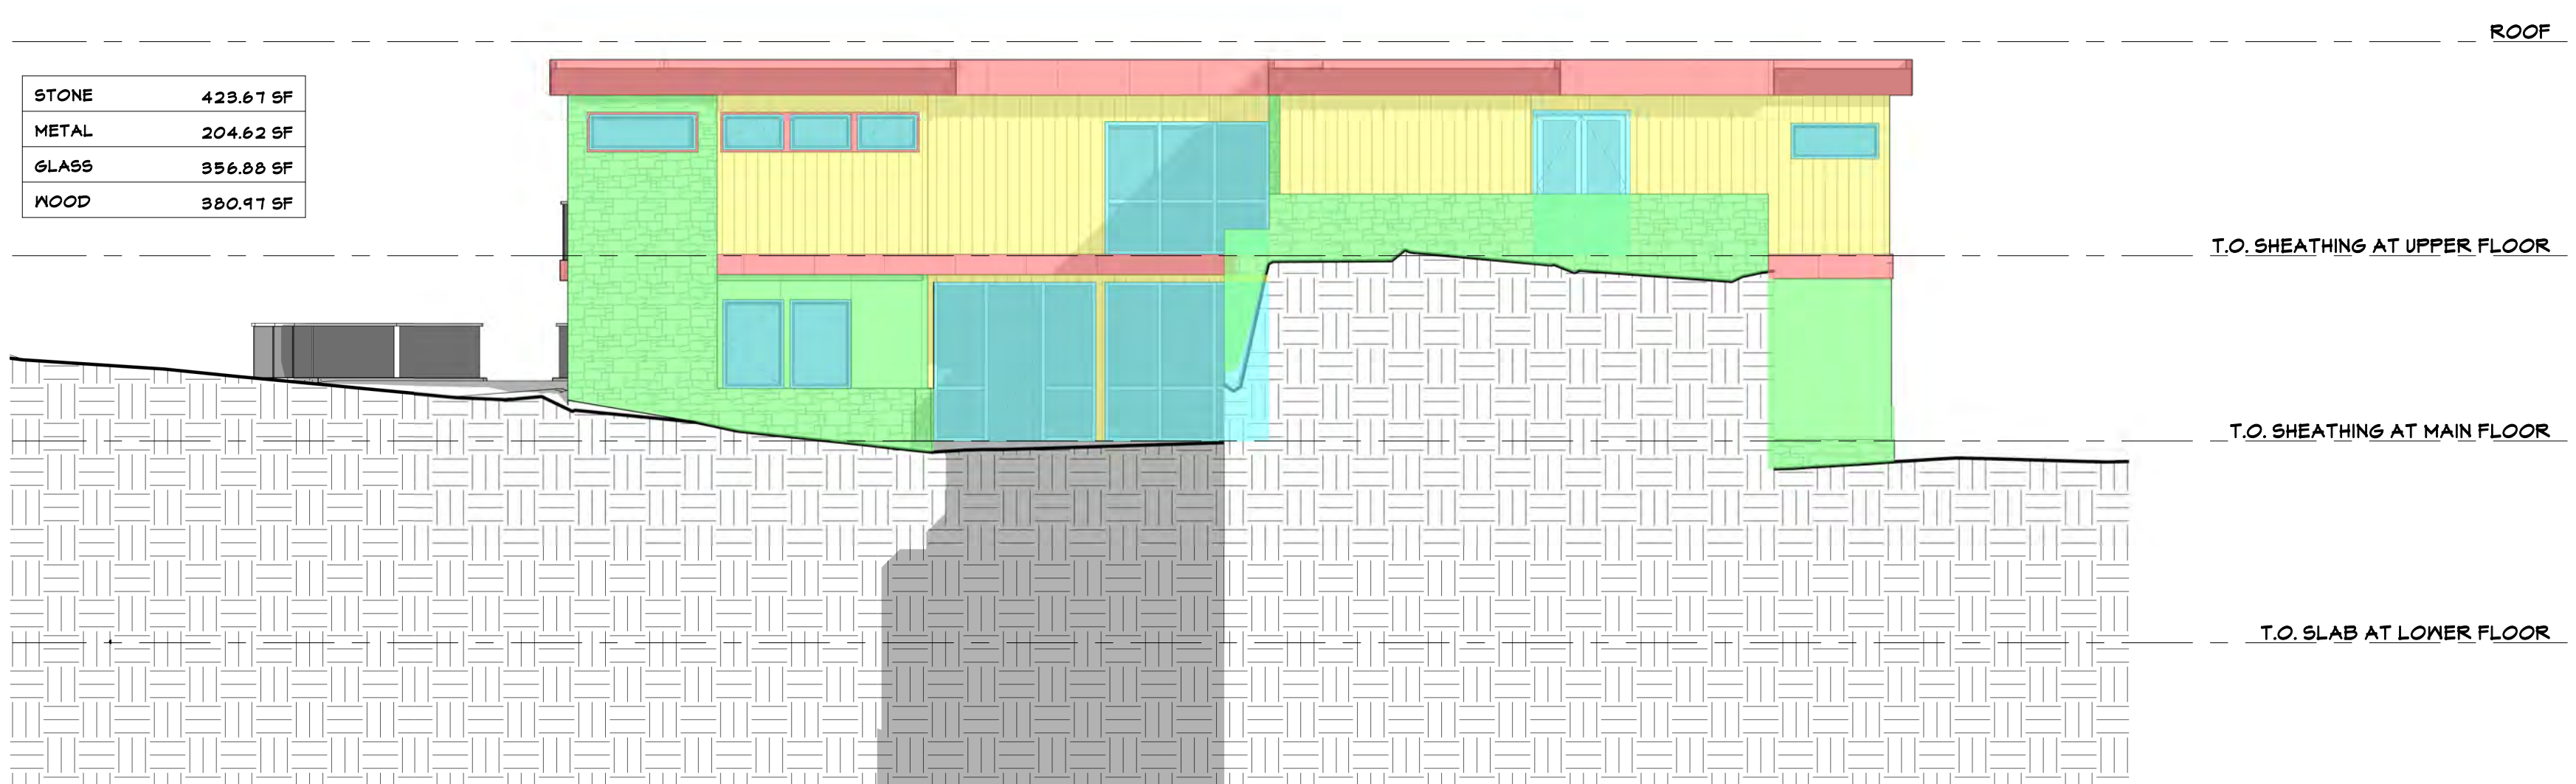 ROOF
STONE 423.67 SF
METAL 204.62 SF
GLASS 356.88 SF
WOOD 380.97 SF
T.O. SHEATHING AT UPPER FLOOR
T.O. SHEATHING AT MAIN FLOOR
T.O. SLAB AT LOWER FLOOR